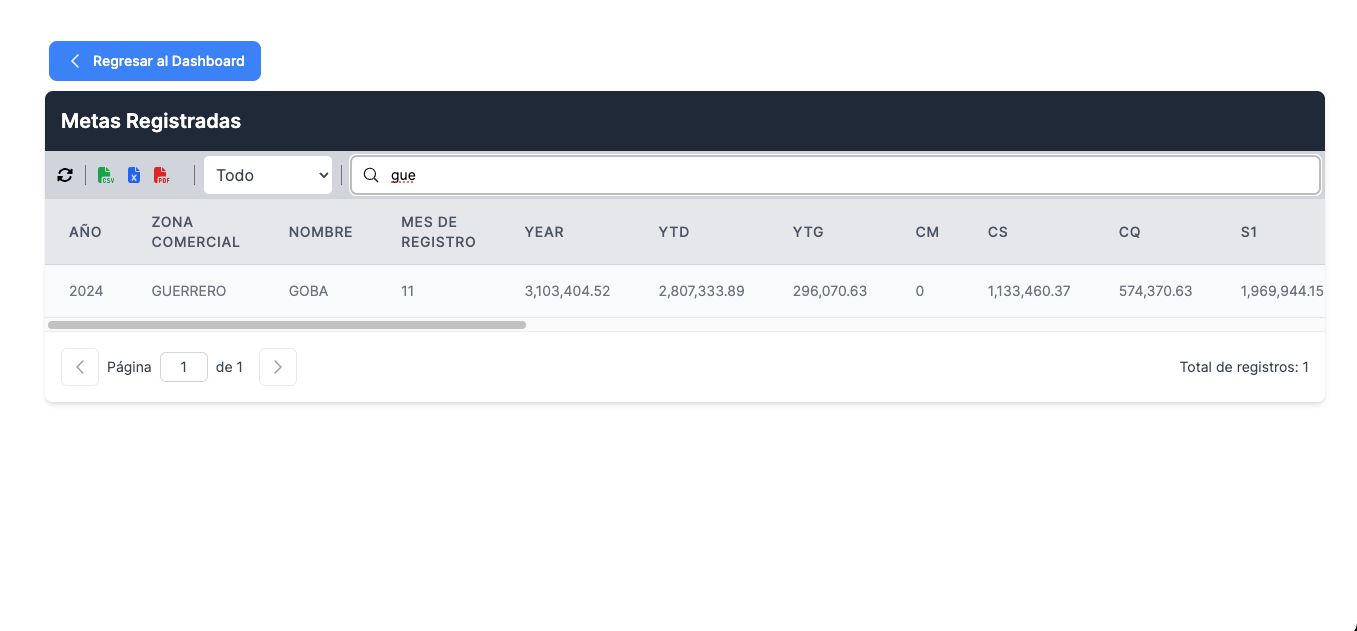 Regresar al Dashboard
Metas Registradas
CSV X PDF Todo gue
AÑO ZONA COMERCIAL NOMBRE MES DE REGISTRO YEAR YTD YTG CM CS CQ S1
2024 GUERRERO GOBA 11 3,103,404.52 2,807,333.89 296,070.63 0 1,133,460.37 574,370.63 1,969,944.15
Página 1 de 1 Total de registros: 1